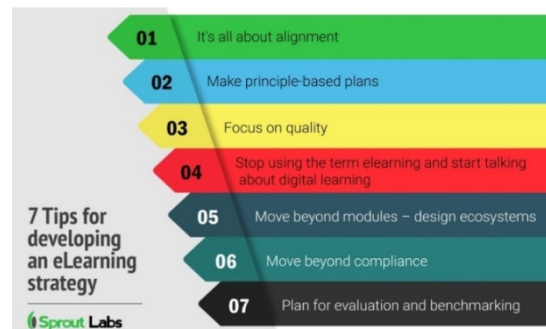 01 It's all about alignment
02 Make principle-based plans
03 Focus on quality
04 Stop using the term elearning and start talking
about digital learning
05 Move beyond modules – design ecosystems
06 Move beyond compliance
07 Plan for evaluation and benchmarking
7 Tips for
developing
an eLearning
strategy
Sprout Labs